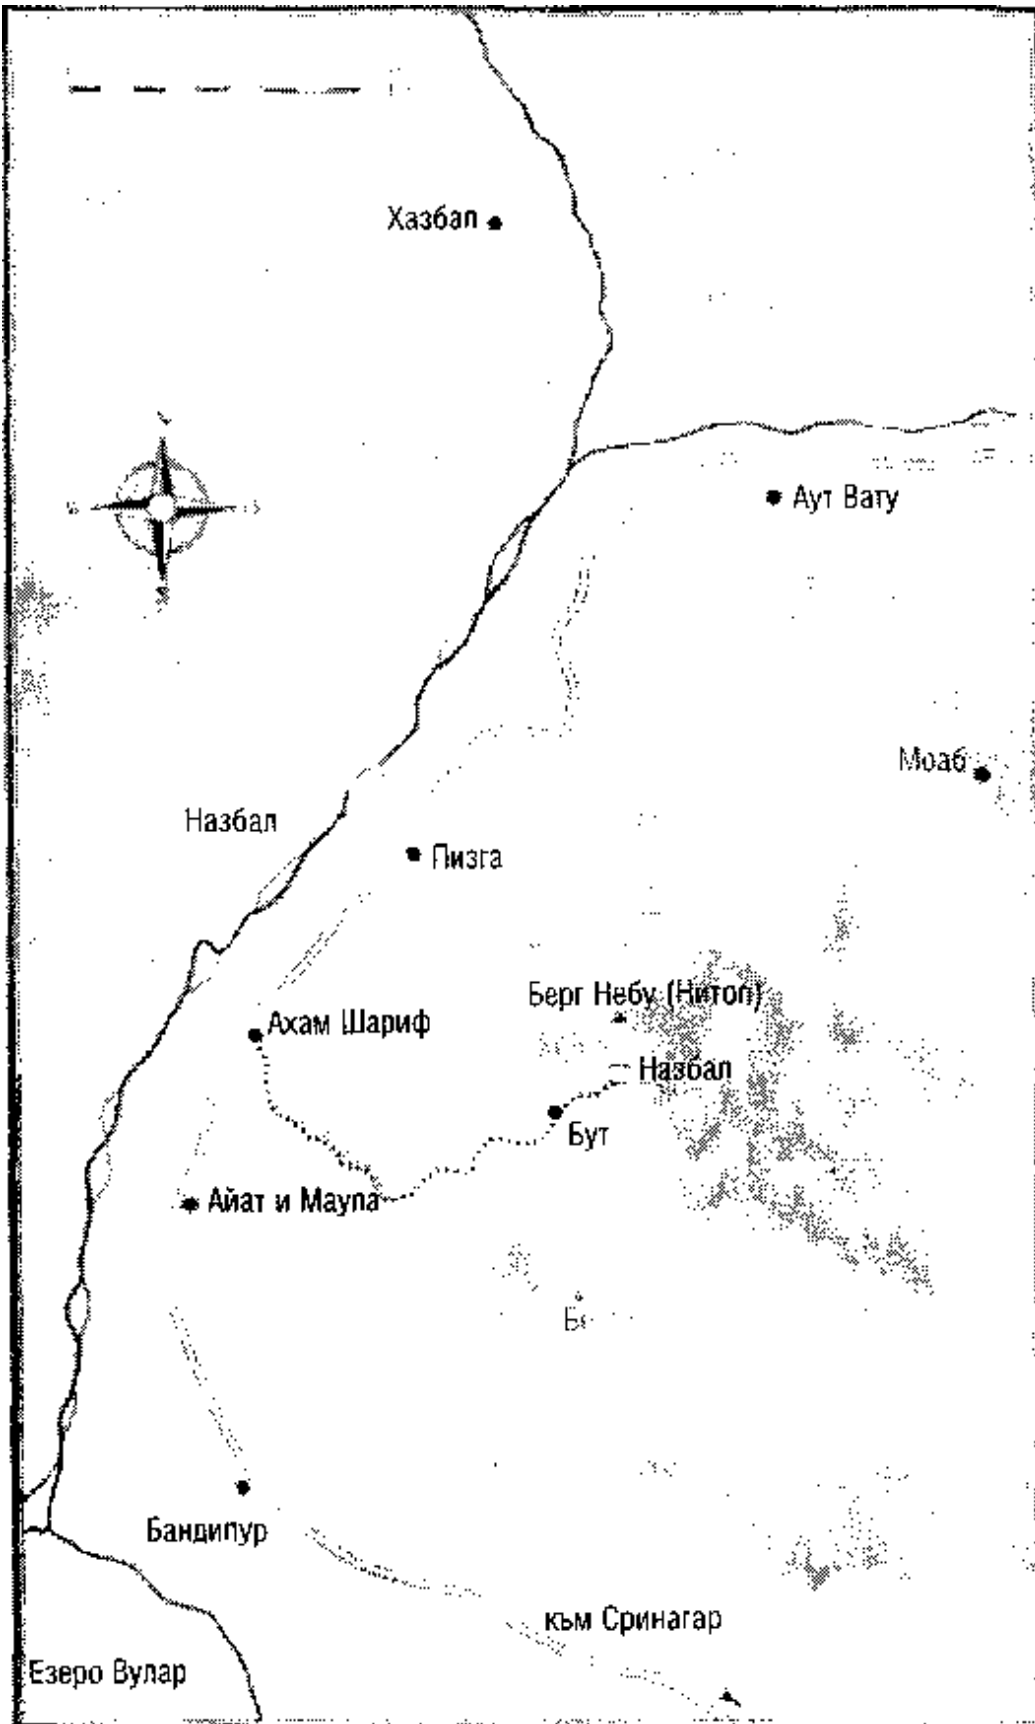 Хазбал
Аут Вату
Моаб
Назбал
Пизга
Берг Небу (Нитоп)
Ахам Шариф
Назбал
Бут
Айат и Маупа
Бандипур
към Сринагар
Езеро Вулар